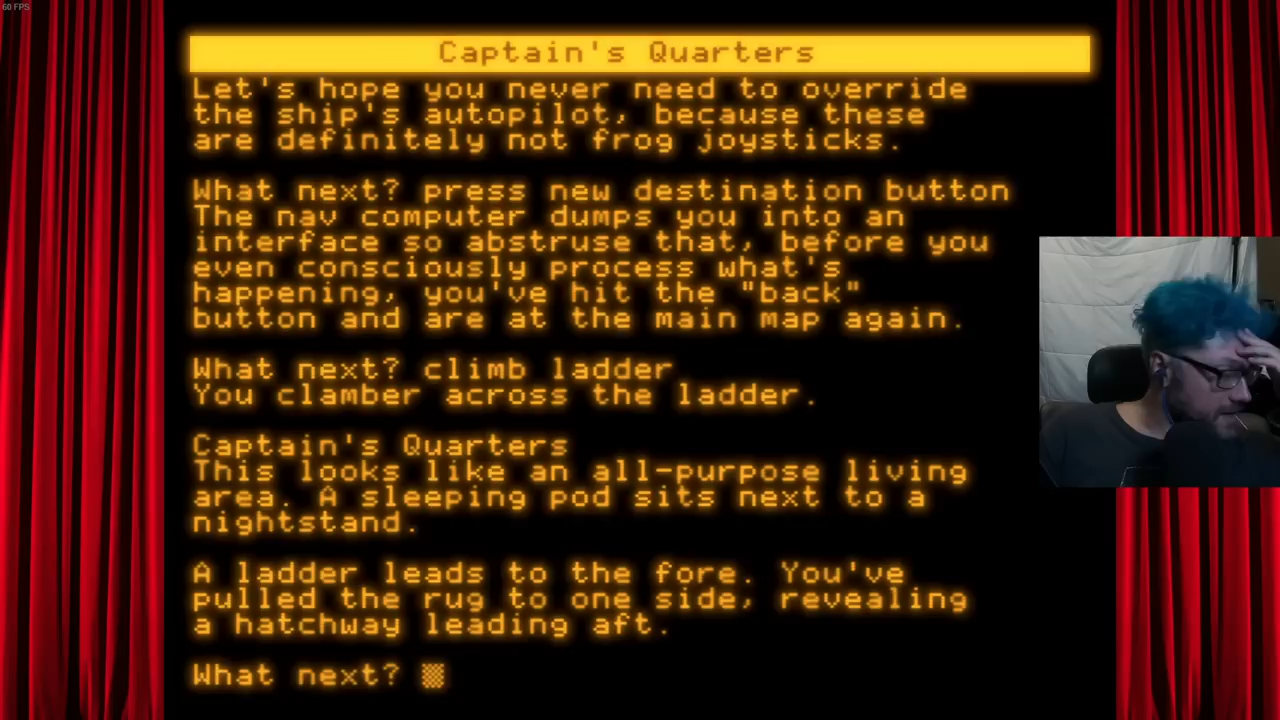 60 FPS
Captain's Quarters
Let's hope you never need to override
the ship's autopilot, because these
are definitely not frog joysticks.
What next? press new destination button
The nav computer dumps you into an
interface so abstruse that, before you
even consciously process what's
happening, you've hit the "back"
button and are at the main map again.
What next? climb ladder
You clamber across the ladder.
Captain's Quarters
This looks like an all-purpose living
area. A sleeping pod sits next to a
nightstand.
A ladder leads to the fore. You've
pulled the rug to one side, revealing
a hatchway leading aft.
What next?